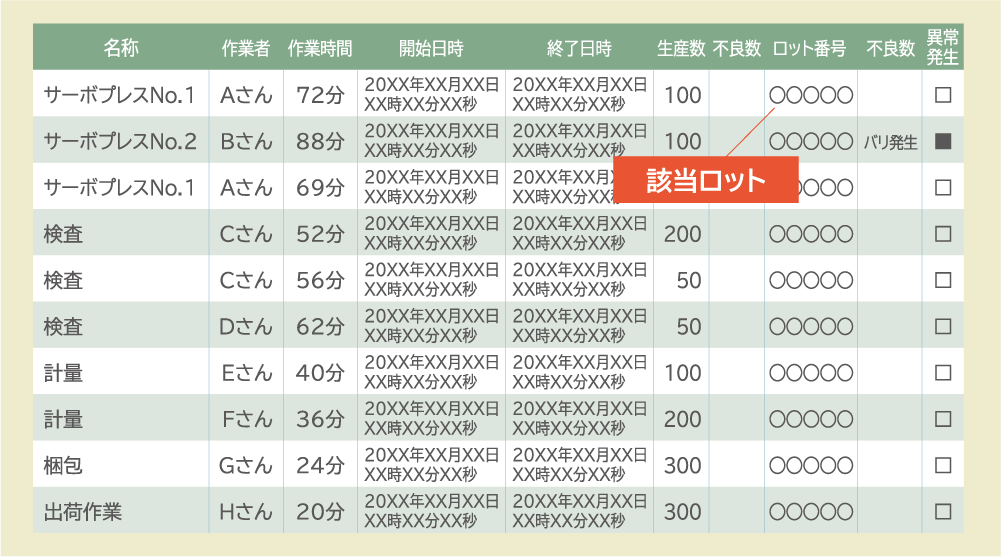 名称 作業者 作業時間 開始日時 終了日時 生産数 不良数 ロット番号 不良数 異常発生
サーボプレスNo.1 Aさん 72分 20XX年XX月XX日 XX時XX分XX秒 20XX年XX月XX日 XX時XX分XX秒 100 〇〇〇〇〇 □
サーボプレスNo.2 Bさん 88分 20XX年XX月XX日 XX時XX分XX秒 20XX年XX月XX日 XX時XX分XX秒 100 〇〇〇〇〇 バリ発生 ■
該当ロット
サーボプレスNo.1 Aさん 69分 20XX年XX月XX日 XX時XX分XX秒 20XX年XX月 XX時XX分XX 〇〇〇〇 □
検査 Cさん 52分 20XX年XX月XX日 XX時XX分XX秒 20XX年XX月XX日 XX時XX分XX秒 200 〇〇〇〇〇 □
検査 Cさん 56分 20XX年XX月XX日 XX時XX分XX秒 20XX年XX月XX日 XX時XX分XX秒 50 〇〇〇〇〇 □
検査 Dさん 62分 20XX年XX月XX日 XX時XX分XX秒 20XX年XX月XX日 XX時XX分XX秒 50 〇〇〇〇〇 □
計量 Eさん 40分 20XX年XX月XX日 XX時XX分XX秒 20XX年XX月XX日 XX時XX分XX秒 100 〇〇〇〇〇 □
計量 Fさん 36分 20XX年XX月XX日 XX時XX分XX秒 20XX年XX月XX日 XX時XX分XX秒 200 〇〇〇〇〇 □
梱包 Gさん 24分 20XX年XX月XX日 XX時XX分XX秒 20XX年XX月XX日 XX時XX分XX秒 300 〇〇〇〇〇 □
出荷作業 Hさん 20分 20XX年XX月XX日 XX時XX分XX秒 20XX年XX月XX日 XX時XX分XX秒 300 〇〇〇〇〇 □